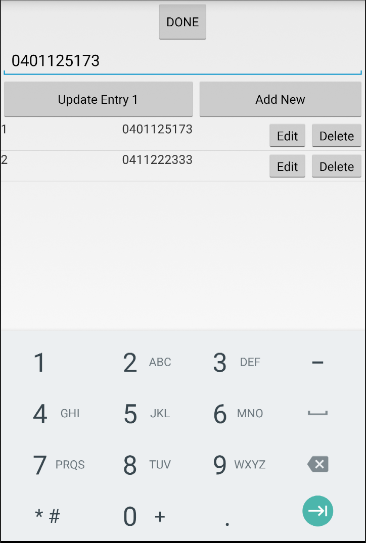 DONE
0401125173
Update Entry 1 Add New
1 0401125173 Edit Delete
2 0411222333 Edit Delete
1 2 ABC 3 DEF -
4 GHI 5 JKL 6 MNO
7 PRQS 8 TUV 9 WXYZ
* # 0 + .